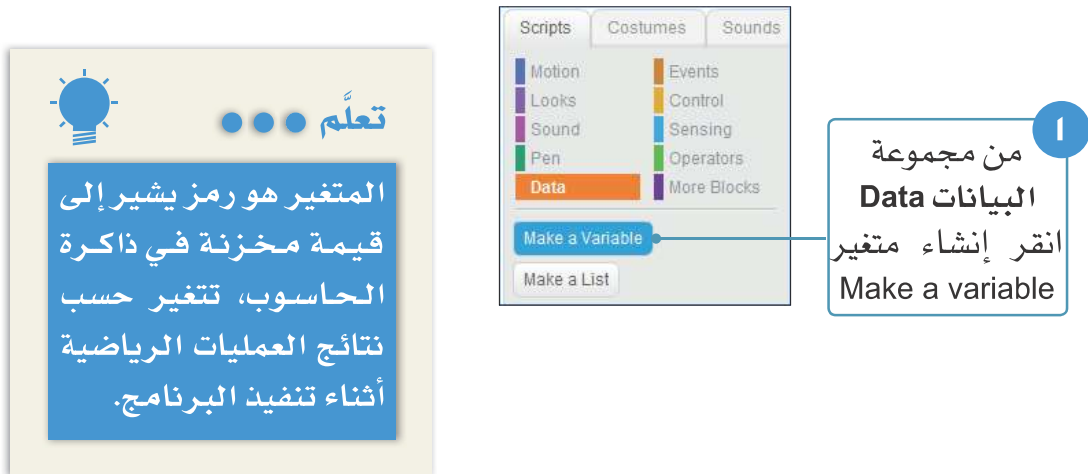 Scripts Costumes Sounds
Motion Events
Looks Control
Sound Sensing
Pen Operators
Data More Blocks
Make a Variable
Make a List
١
من مجموعة
البيانات Data
انقر إنشاء متغير
Make a variable
تعلَّم
المتغير هو رمز يشير إلى
قيمة مخزنة في ذاكرة
الحاسوب، تتغير حسب
نتائج العمليات الرياضية
أثناء تنفيذ البرنامج.